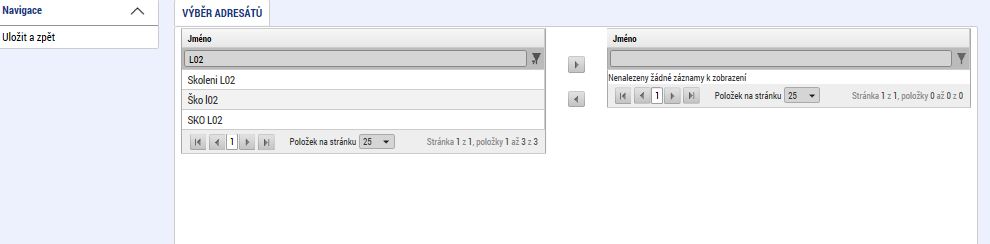 Navigace
Uložit a zpět
VÝBĚR ADRESÁTŮ
Jméno
L02
Skoleni L02
Ško l02
SKO L02
1 Položek na stránku 25 Stránka 1 z 1, položky 1 až 3 z 3
Jméno
Nenalezeny žádné záznamy k zobrazení
1 Položek na stránku 25 Stránka 1 z 1, položky 0 až 0 z 0